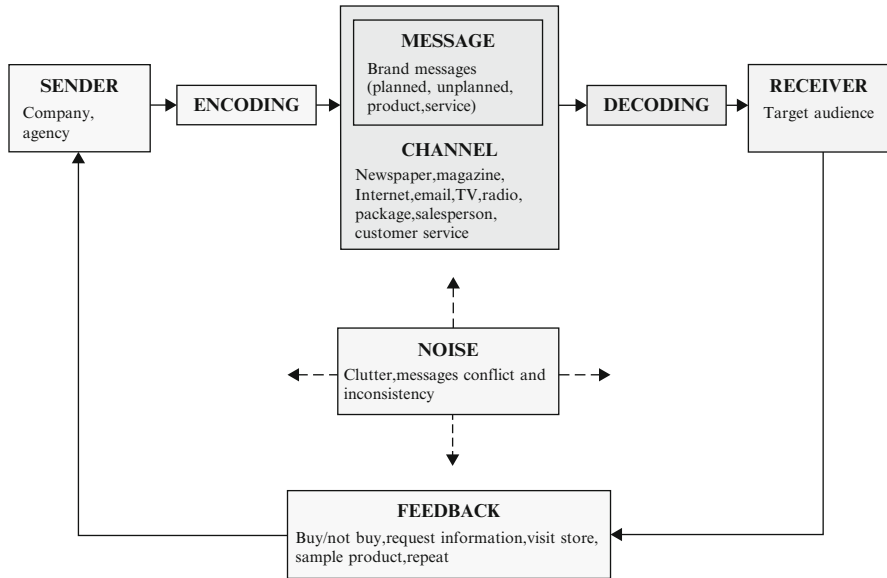 MESSAGE
Brand messages
(planned, unplanned,
product,service)
SENDER
Company,
agency
ENCODING
DECODING
RECEIVER
Target audience
CHANNEL
Newspaper,magazine,
Internet,email,TV,radio,
package,salesperson,
customer service
NOISE
Clutter,messages conflict and
inconsistency
FEEDBACK
Buy/not buy,request information,visit store,
sample product,repeat